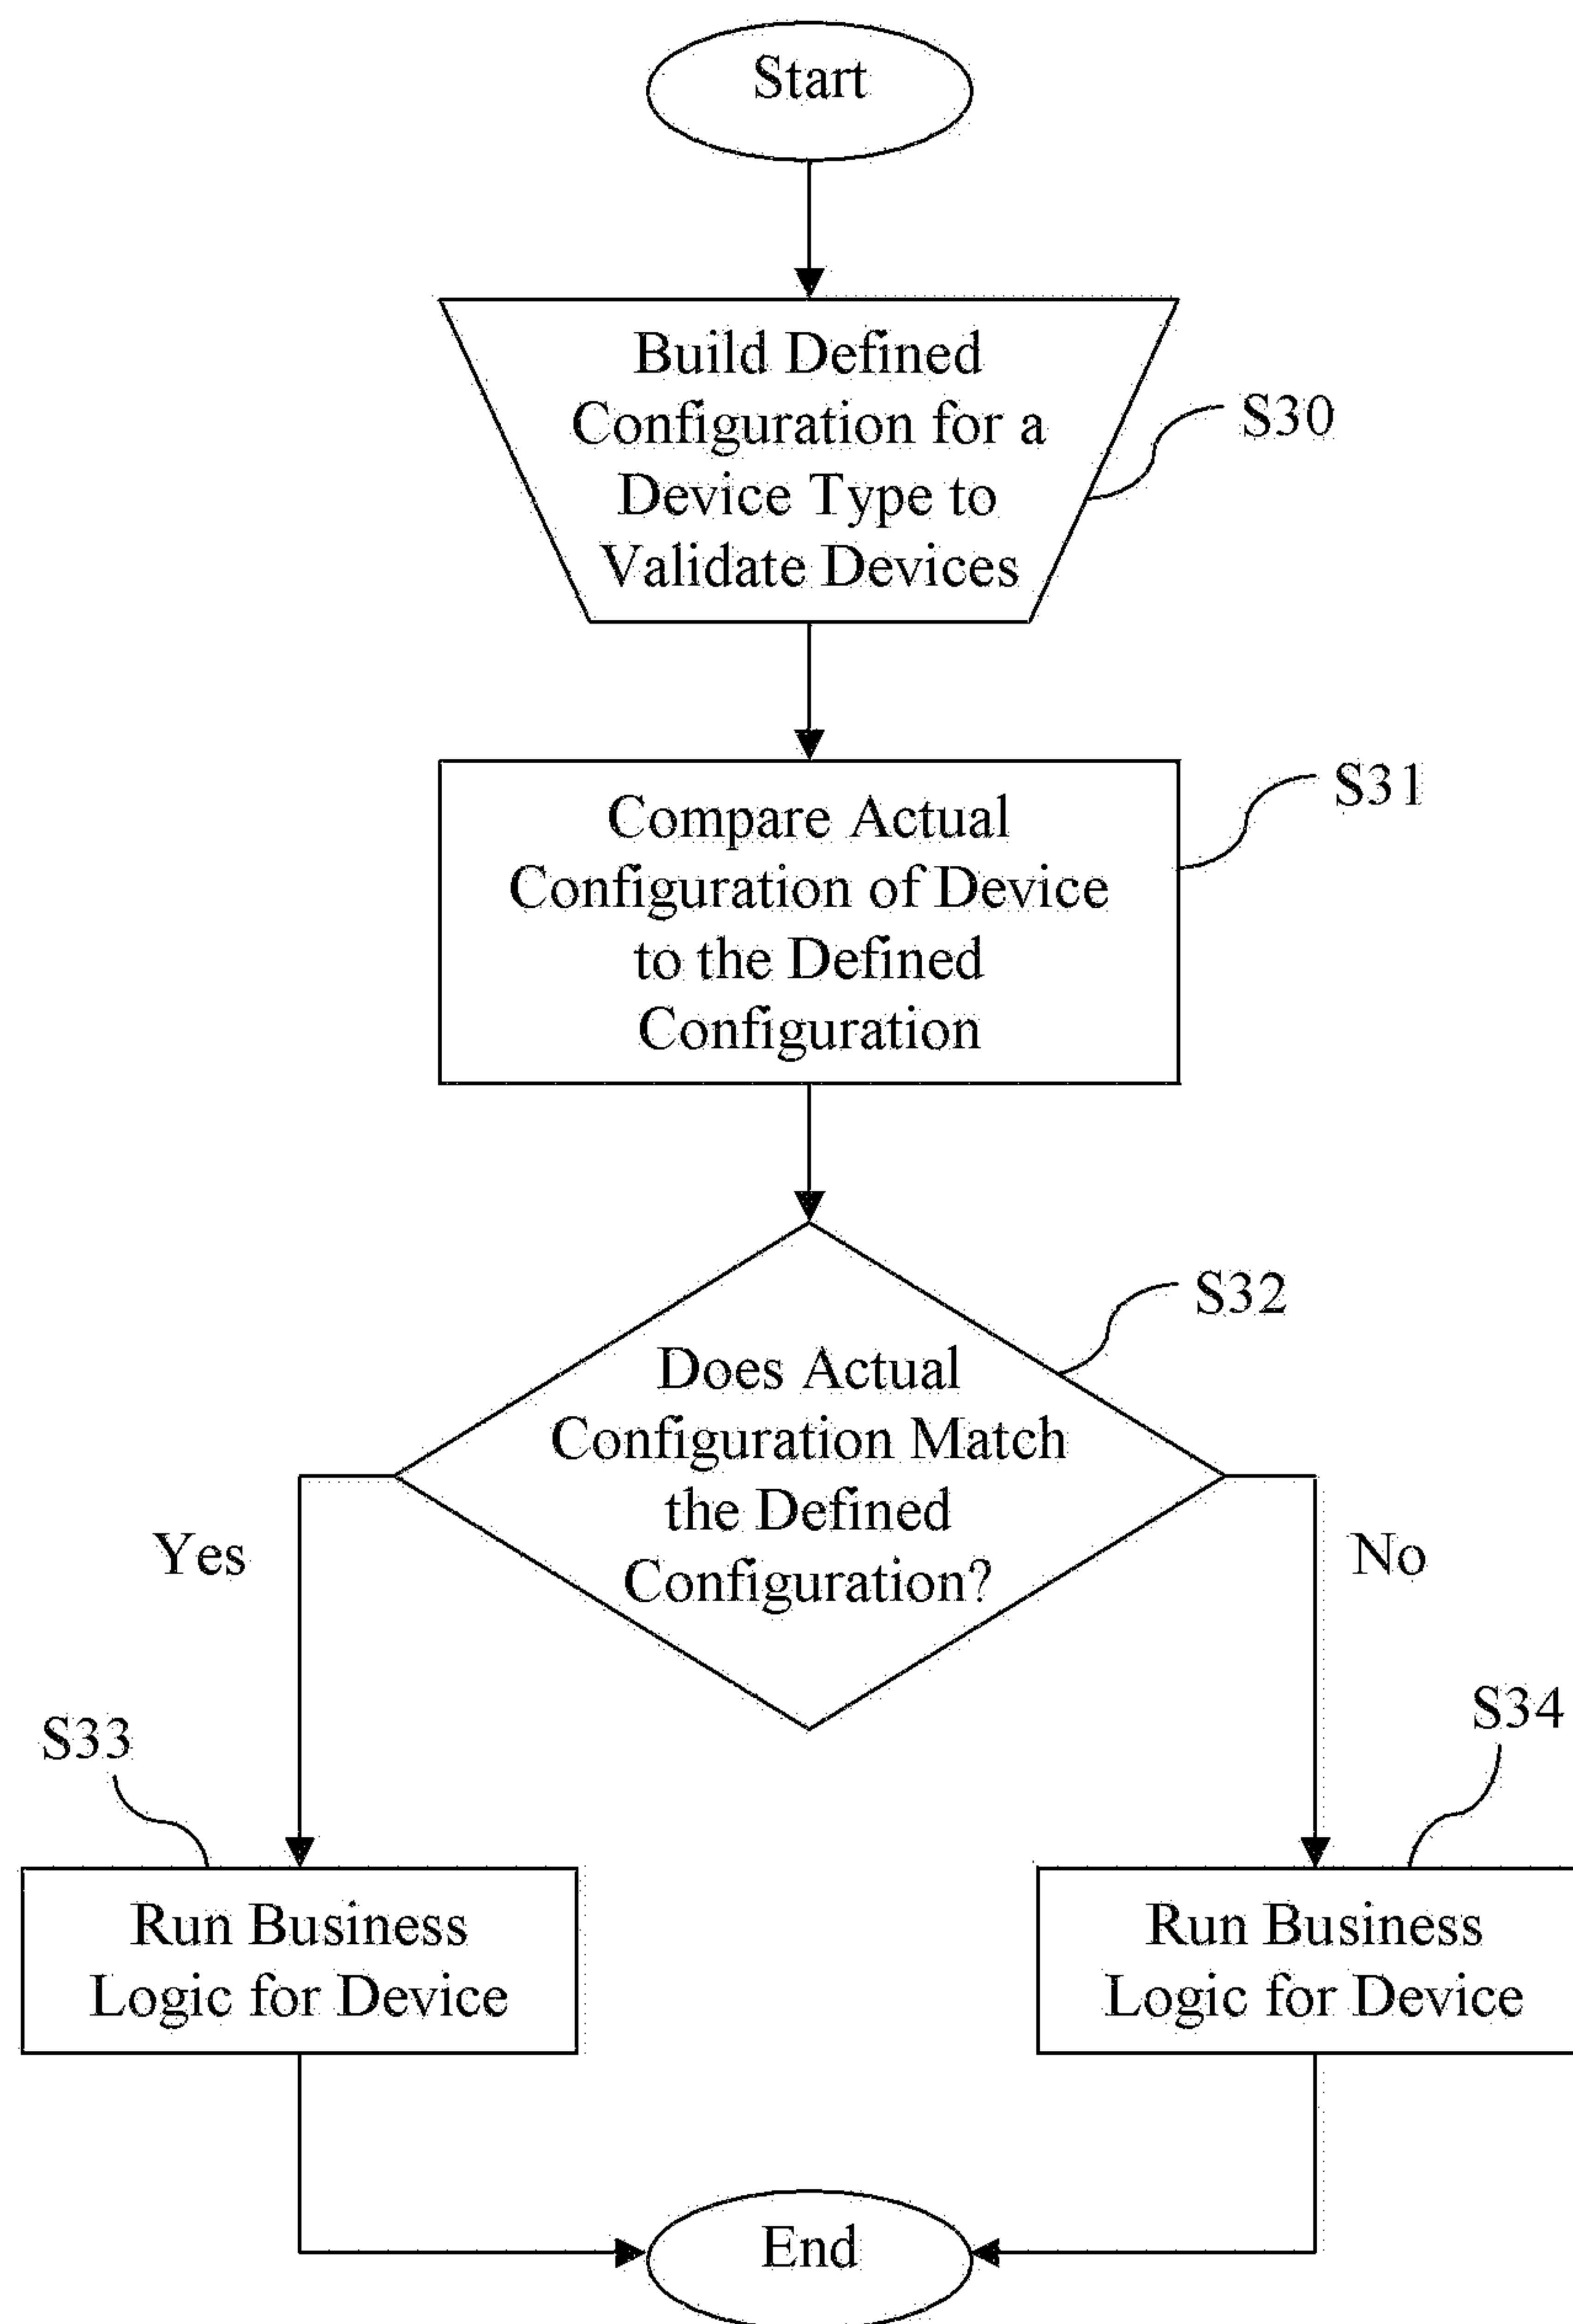 Start
Build Defined
Configuration for a
Device Type to
Validate Devices
S30
Compare Actual
Configuration of Device
to the Defined
Configuration
S31
Does Actual
Configuration Match
the Defined
Configuration?
S32
Yes
No
S33
S34
Run Business
Logic for Device
Run Business
Logic for Device
End